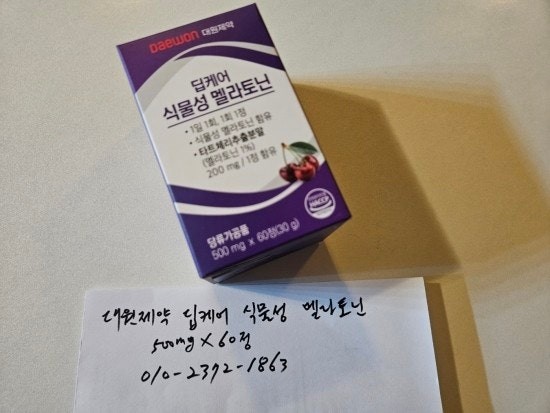 DAEWON 대원제약
딥케어
식물성 멜라토닌
• 1일 1회, 1회 1정
• 식물성 멜라토닌 함유
• 타트체리추출분말
(멜라토닌 1%)
200 mg / 1정 함유
HACCP
당류가공품
500 mg x 60정(30 g)
대원제약 딥케어 식물성 멜라토닌
500mg X 60정
010-2372-1863